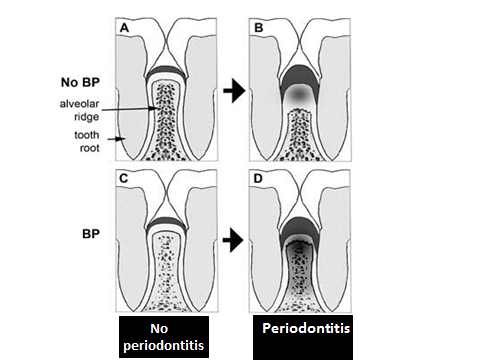 A
B
No BP
alveolar
ridge
tooth
root
C
D
BP
No
periodontitis
Periodontitis